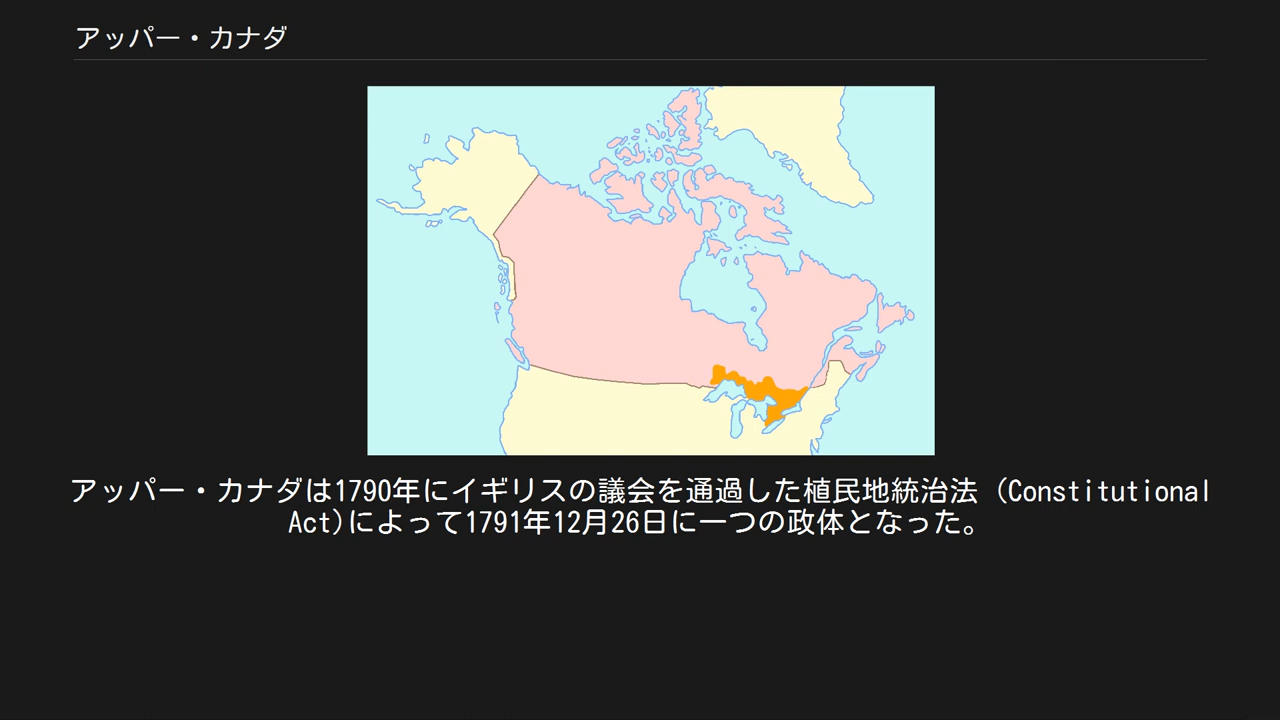 アッパー・カナダ
アッパー・カナダは1790年にイギリスの議会を通過した植民地統治法 (Constitutional
Act)によって1791年12月26日に一つの政体となった。